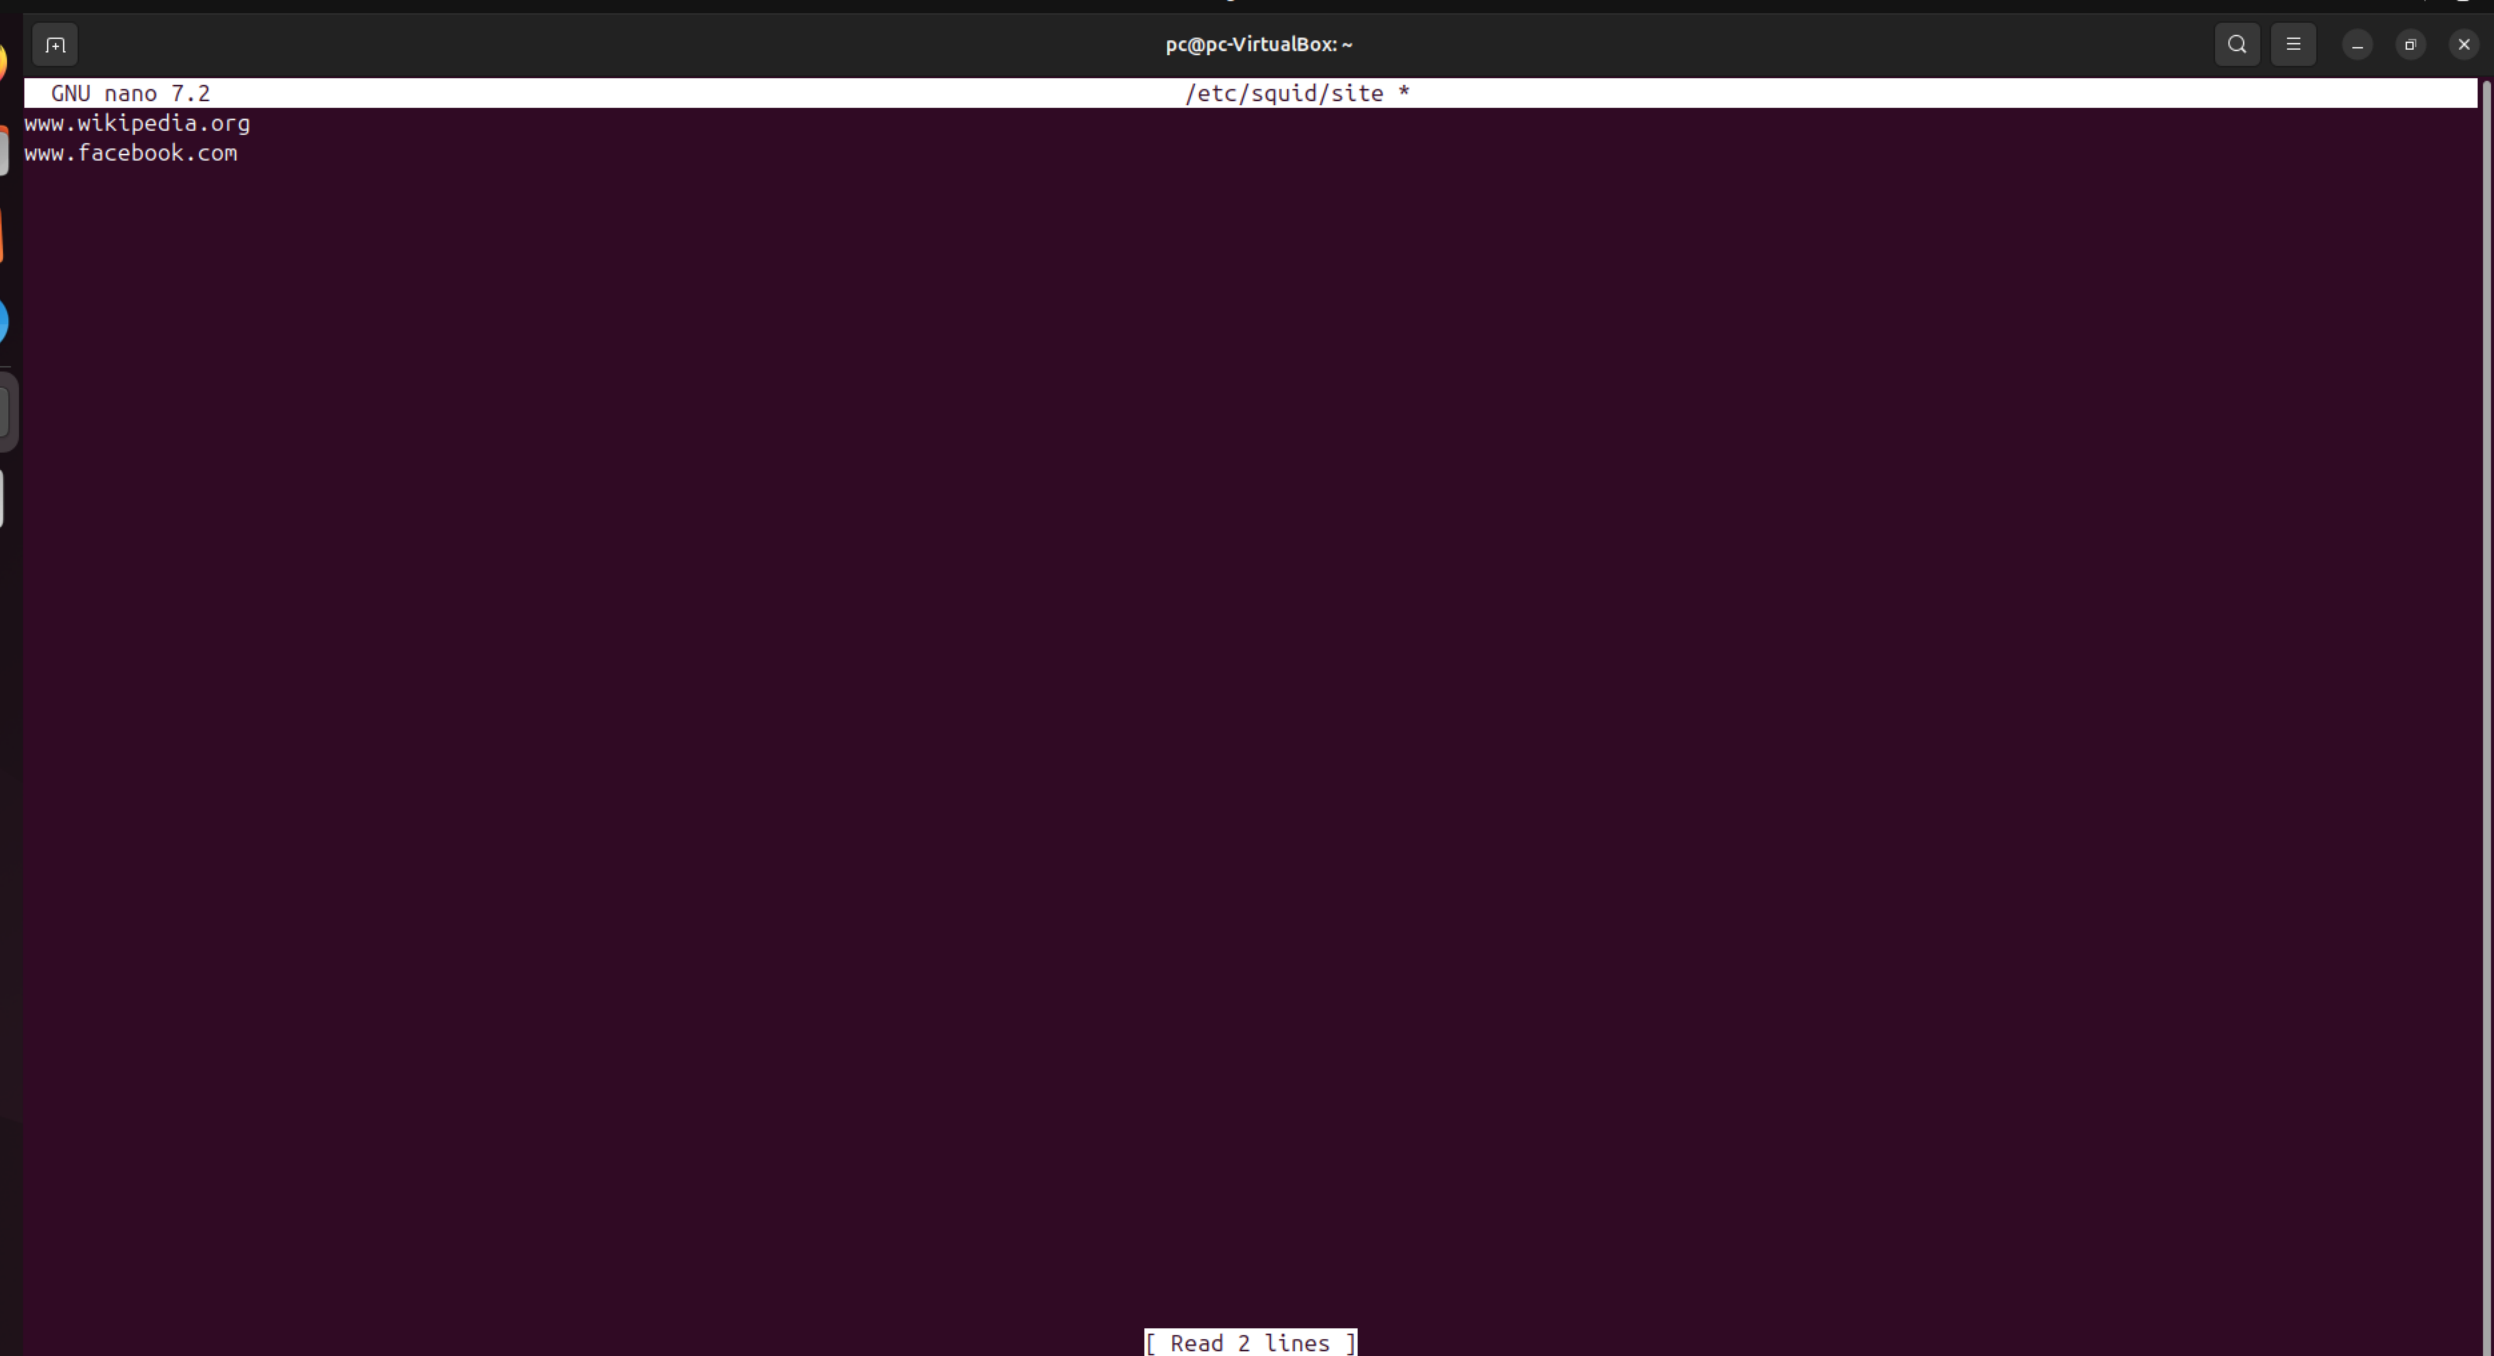 pc@pc-VirtualBox: ~
GNU nano 7.2 /etc/squid/site *
www.wikipedia.org
www.facebook.com
[ Read 2 lines ]